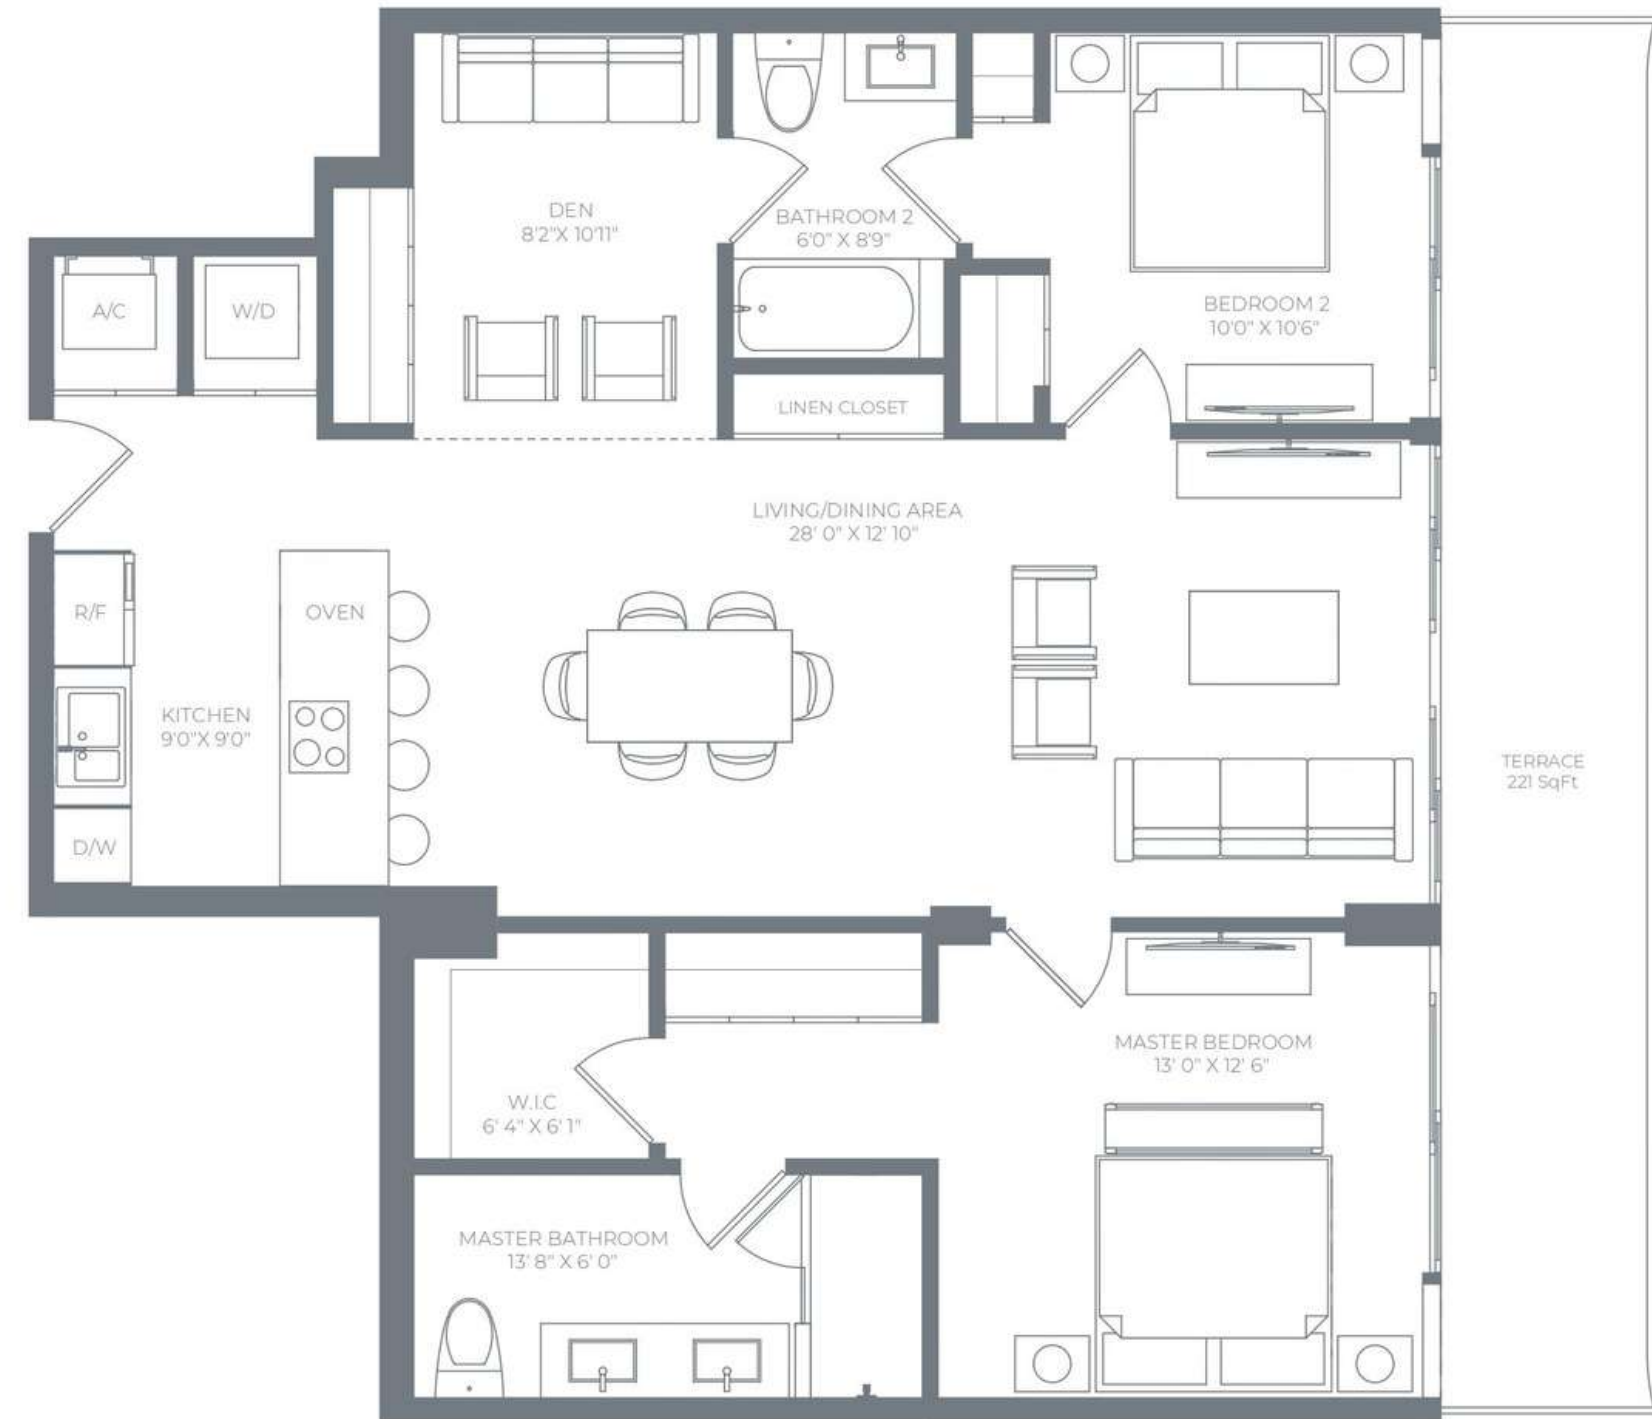 DEN
8'2"X 10'11"
BATHROOM 2
6'0" X 8'9"
A/C
W/D
BEDROOM 2
10'0" X 10'6"
LINEN CLOSET
LIVING/DINING AREA
28' 0" X 12' 10"
R/F
OVEN
KITCHEN
9'0"X 9'0"
TERRACE
221 SqFt
D/W
MASTER BEDROOM
13' 0" X 12' 6"
W.I.C
6' 4" X 6' 1"
MASTER BATHROOM
13' 8" X 6' 0"